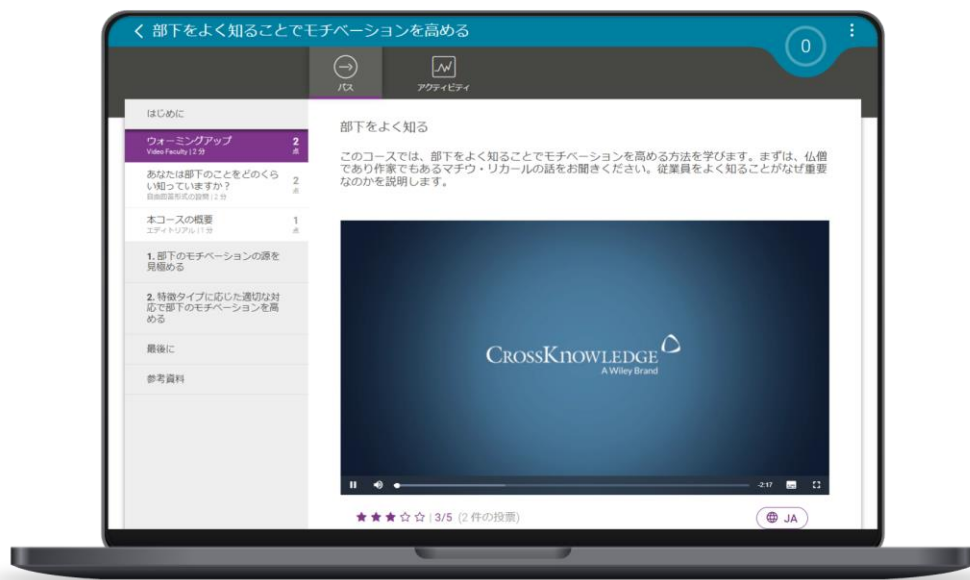 部下をよく知ることでモチベーションを高める
0
パス
アクティビティ
はじめに
ウォーミングアップ
2
Video Faculty | 2 分
点
あなたは部下のことをどのくら
い知っていますか？
2
点
自由回答形式の設問 | 2 分
本コースの概要
1
エディトリアル | 1 分
点
1. 部下のモチベーションの源を
見極める
2. 特徴タイプに応じた適切な対
応で部下のモチベーションを高
める
最後に
参考資料
部下をよく知る
このコースでは、部下をよく知ることでモチベーションを高める方法を学びます。まずは、仏僧
であり作家でもあるマチウ・リカールの話をお聞きください。従業員をよく知ることがなぜ重要
なのかを説明します。
CROSSKNOWLEDGE
A Wiley Brand
-2:17
| 3/5 (2 件の投票)
JA